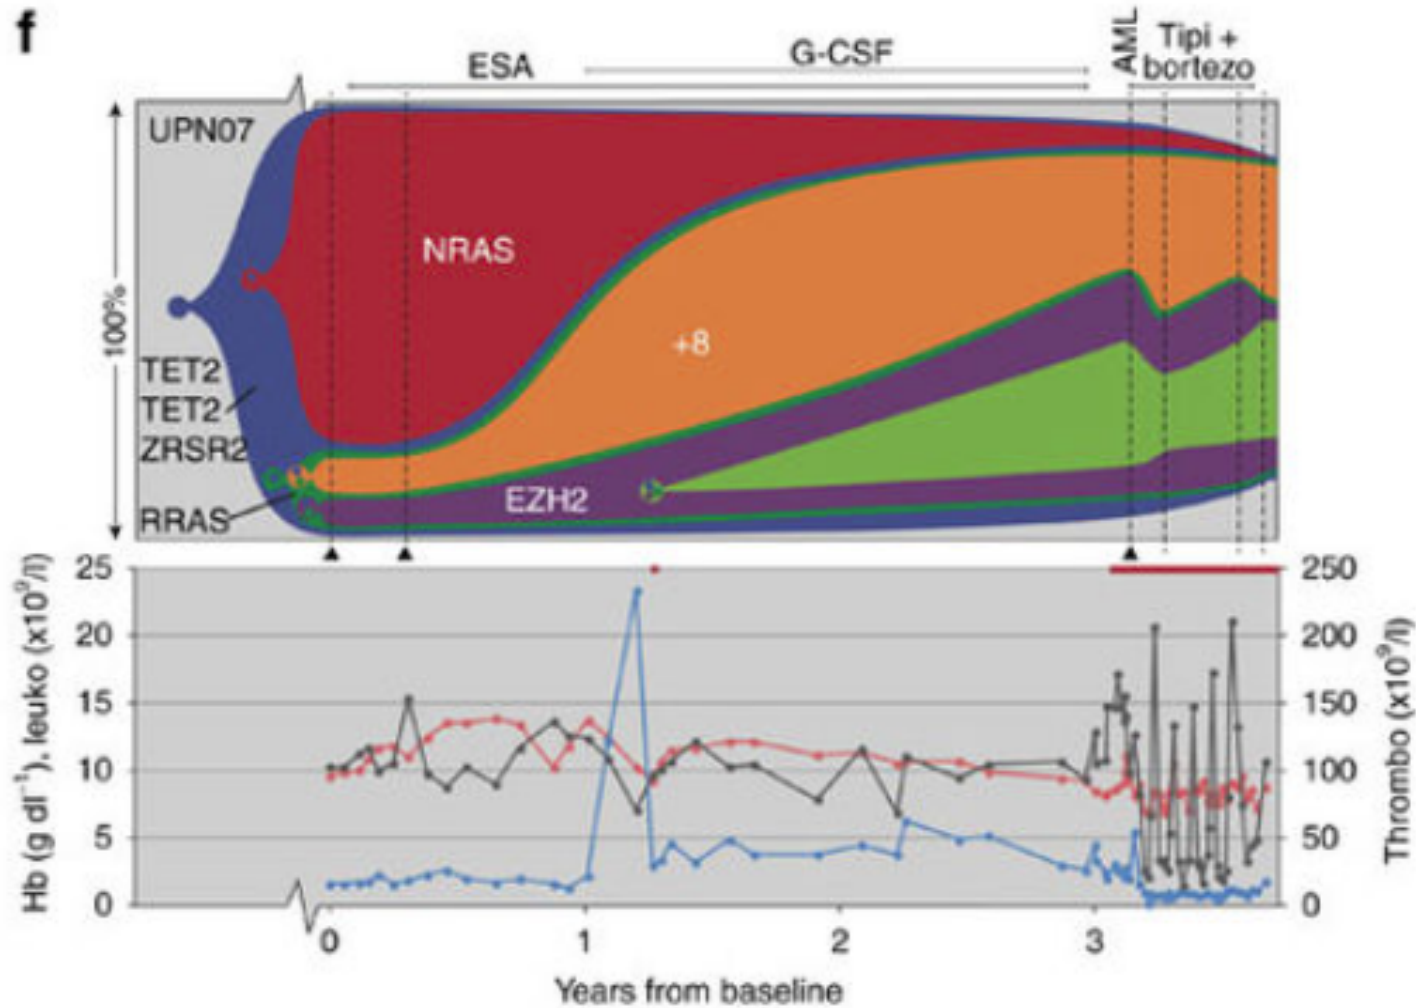 f
ESA
G-CSF
AML
Tipi +
bortezo
UPN07
100%
NRAS
+8
TET2
TET2
ZRSR2
RRAS
EZH2
Hb (g dl⁻¹), leuko (x10⁹/l)
25
20
15
10
5
0
250
200
150
100
50
0
Thrombo (x10⁹/l)
0 1 2 3
Years from baseline